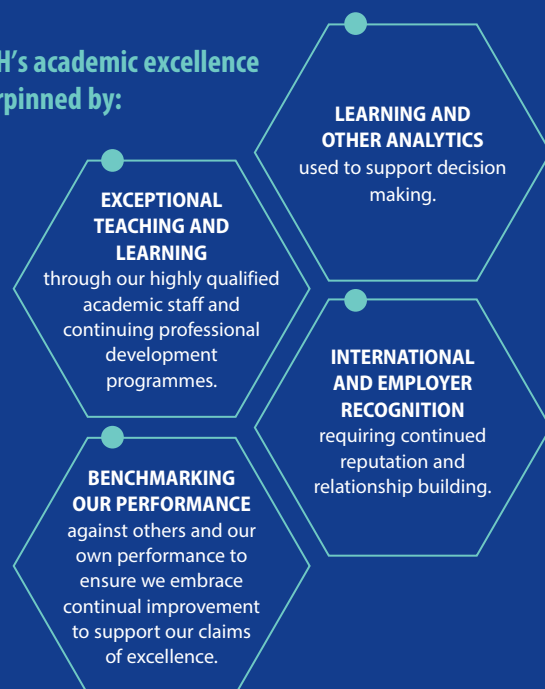 H's academic excellence
rpinned by:
LEARNING AND
OTHER ANALYTICS
used to support decision
making.
EXCEPTIONAL
TEACHING AND
LEARNING
through our highly qualified
academic staff and
continuing professional
development
programmes.
INTERNATIONAL
AND EMPLOYER
RECOGNITION
requiring continued
reputation and
relationship building.
BENCHMARKING
OUR PERFORMANCE
against others and our
own performance to
ensure we embrace
continual improvement
to support our claims
of excellence.